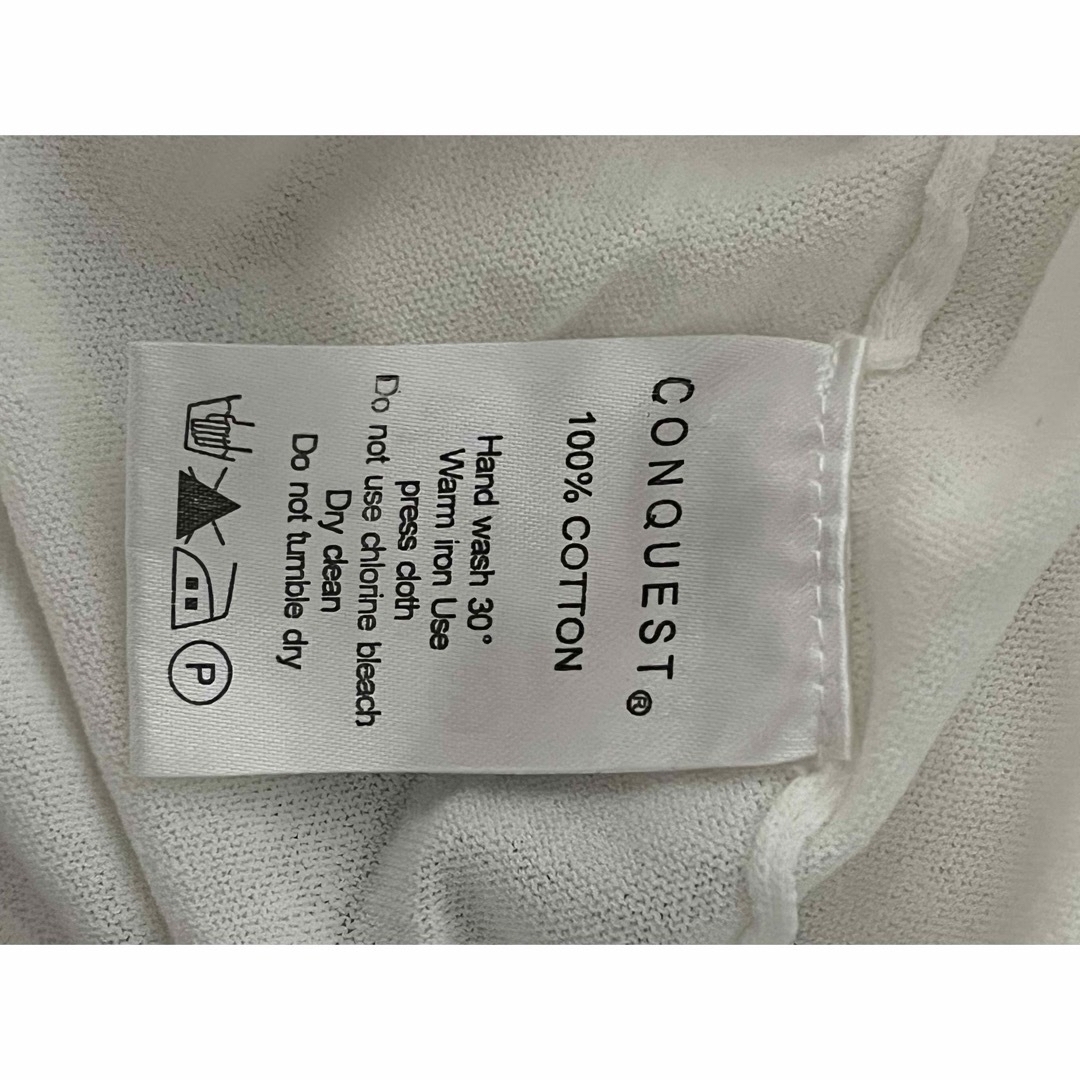 CONQUEST®
100% COTTON
Hand wash 30°
Warm iron Use
press cloth
Do not use chlorine bleach
Dry clean
Do not tumble dry
P